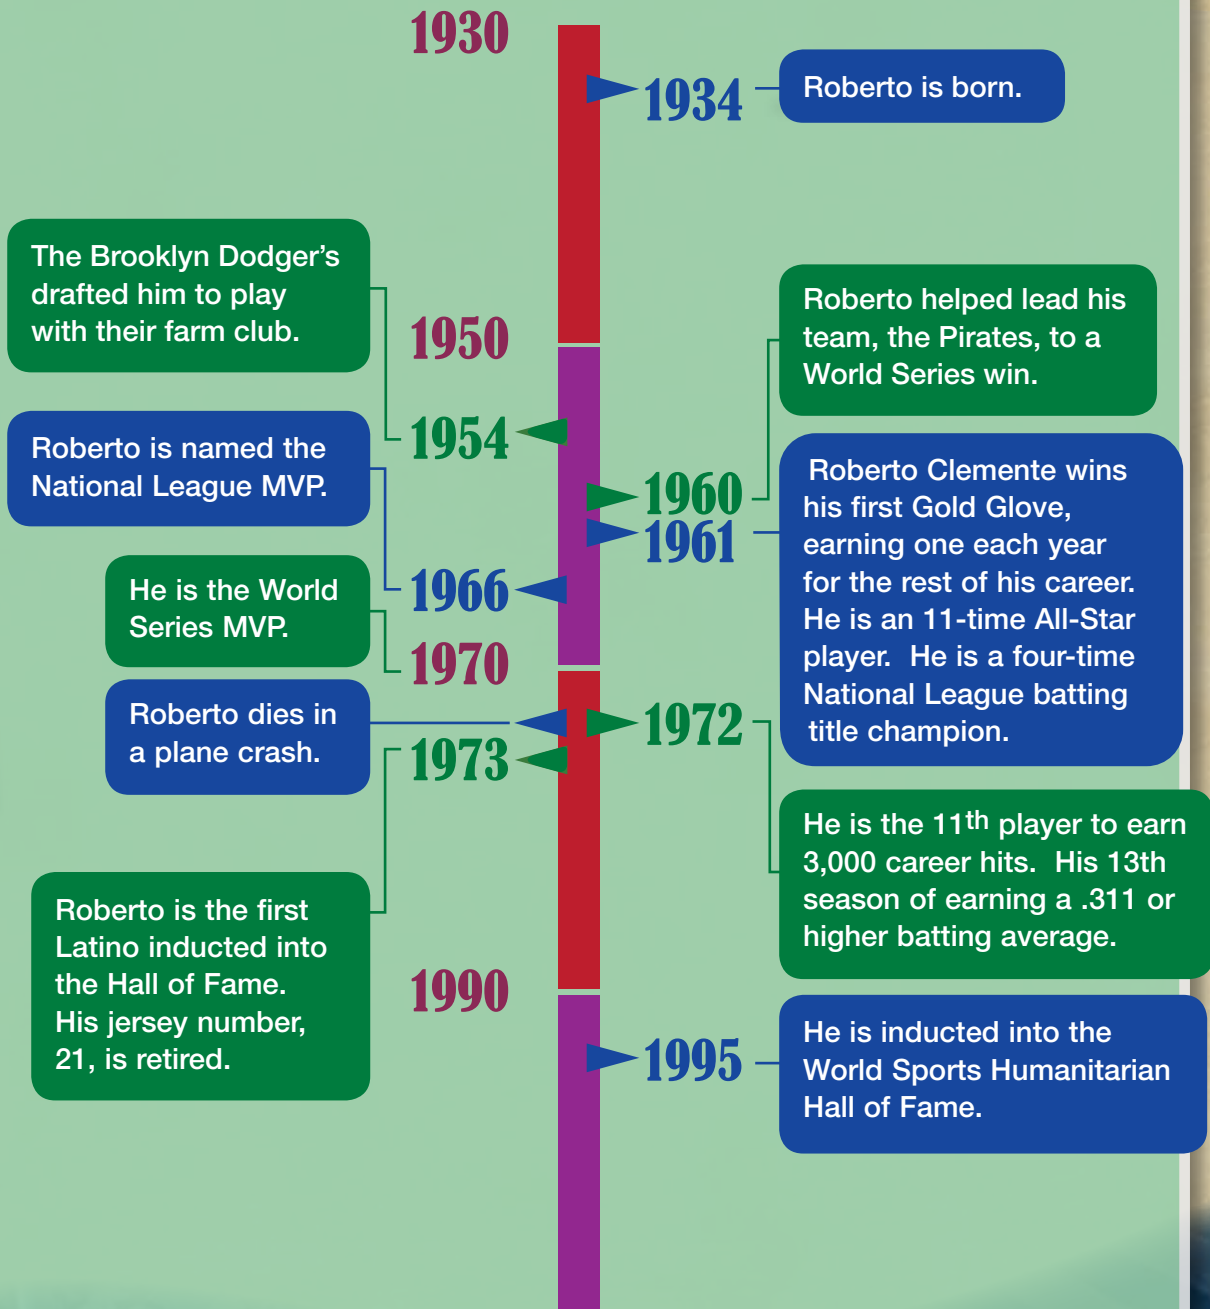 1930
1934
Roberto is born.
The Brooklyn Dodger’s
drafted him to play
with their farm club.
1950
1954
Roberto helped lead his
team, the Pirates, to a
World Series win.
1960
Roberto is named the
National League MVP.
1966
Roberto Clemente wins
his first Gold Glove,
earning one each year
for the rest of his career.
He is an 11-time All-Star
player. He is a four-time
National League batting
title champion.
1961
He is the World
Series MVP.
1970
Roberto dies in
a plane crash.
1972
He is the 11th player to earn
3,000 career hits. His 13th
season of earning a .311 or
higher batting average.
1973
Roberto is the first
Latino inducted into
the Hall of Fame.
His jersey number,
21, is retired.
1990
1995
He is inducted into the
World Sports Humanitarian
Hall of Fame.